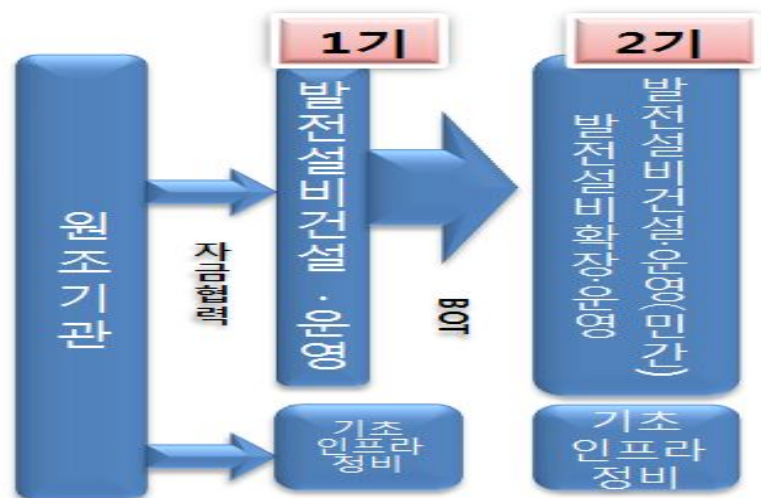 1기
2기
원조기관
자금협력
발전설비건설·운영
BOT
발전설비건설·운영(민간)
발전설비확장·운영
기초
인프라
정비
기초
인프라
정비